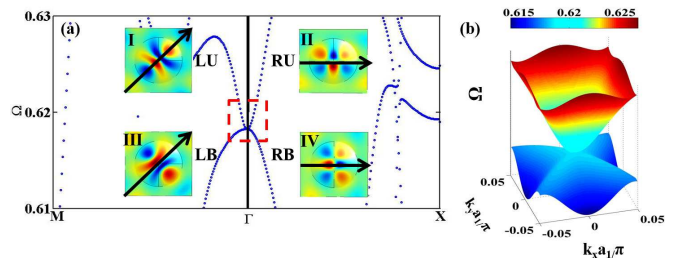 0.63
(a)
I
LU
II
RU
Ω
0.62
III
LB
IV
RB
0.61
M
Γ
X
0.615
0.62
0.625
(b)
Ω
0.05
0
-0.05
kya1/π
-0.05
0
0.05
kxa1/π